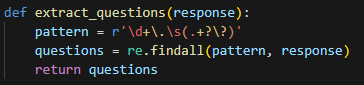 def extract_questions(response):
    pattern = r'\d+\.\s(.+?\?)'
    questions = re.findall(pattern, response)
    return questions